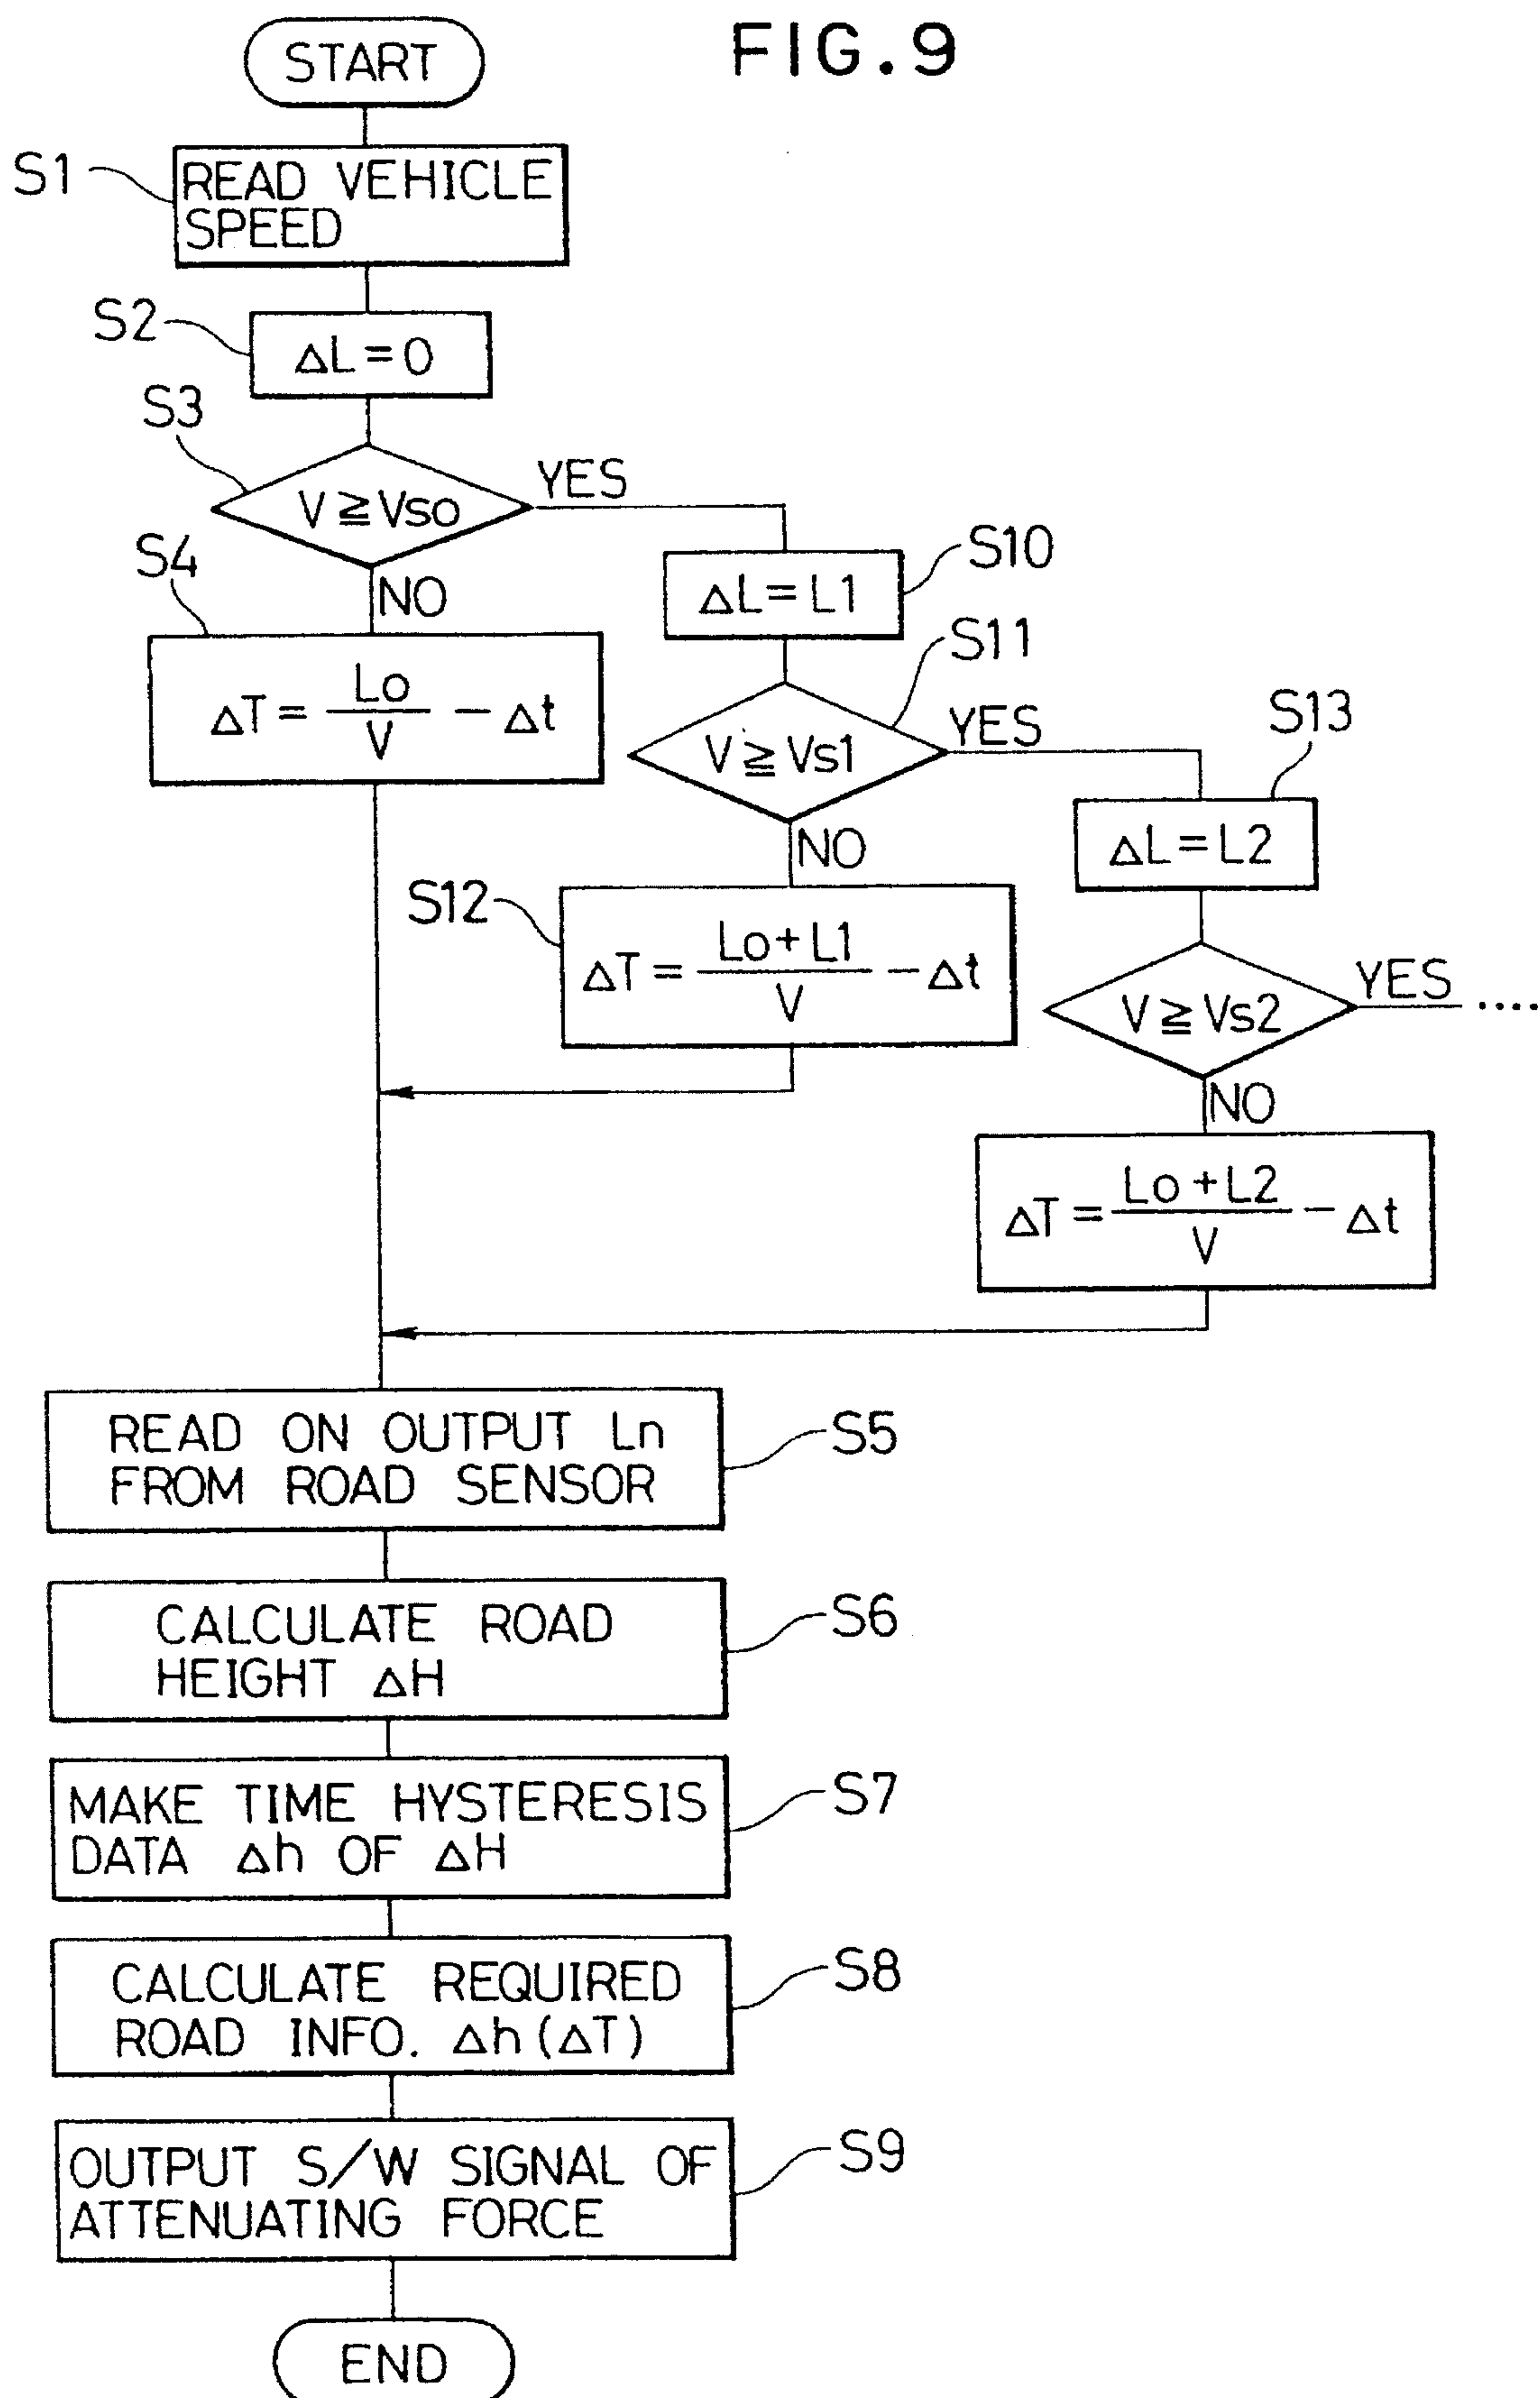 FIG.9
START
S1
READ VEHICLE
SPEED
S2
ΔL=0
S3
V≧Vso
YES
NO
S4
ΔT= Lo/V −Δt
S10
ΔL=L1
S11
V≧Vs1
YES
NO
S12
ΔT= Lo+L1/V −Δt
S13
ΔL=L2
V≧Vs2
YES ....
NO
ΔT= Lo+L2/V −Δt
READ ON OUTPUT Ln
FROM ROAD SENSOR
S5
CALCULATE ROAD
HEIGHT ΔH
S6
MAKE TIME HYSTERESIS
DATA Δh OF ΔH
S7
CALCULATE REQUIRED
ROAD INFO. Δh(ΔT)
S8
OUTPUT S/W SIGNAL OF
ATTENUATING FORCE
S9
END